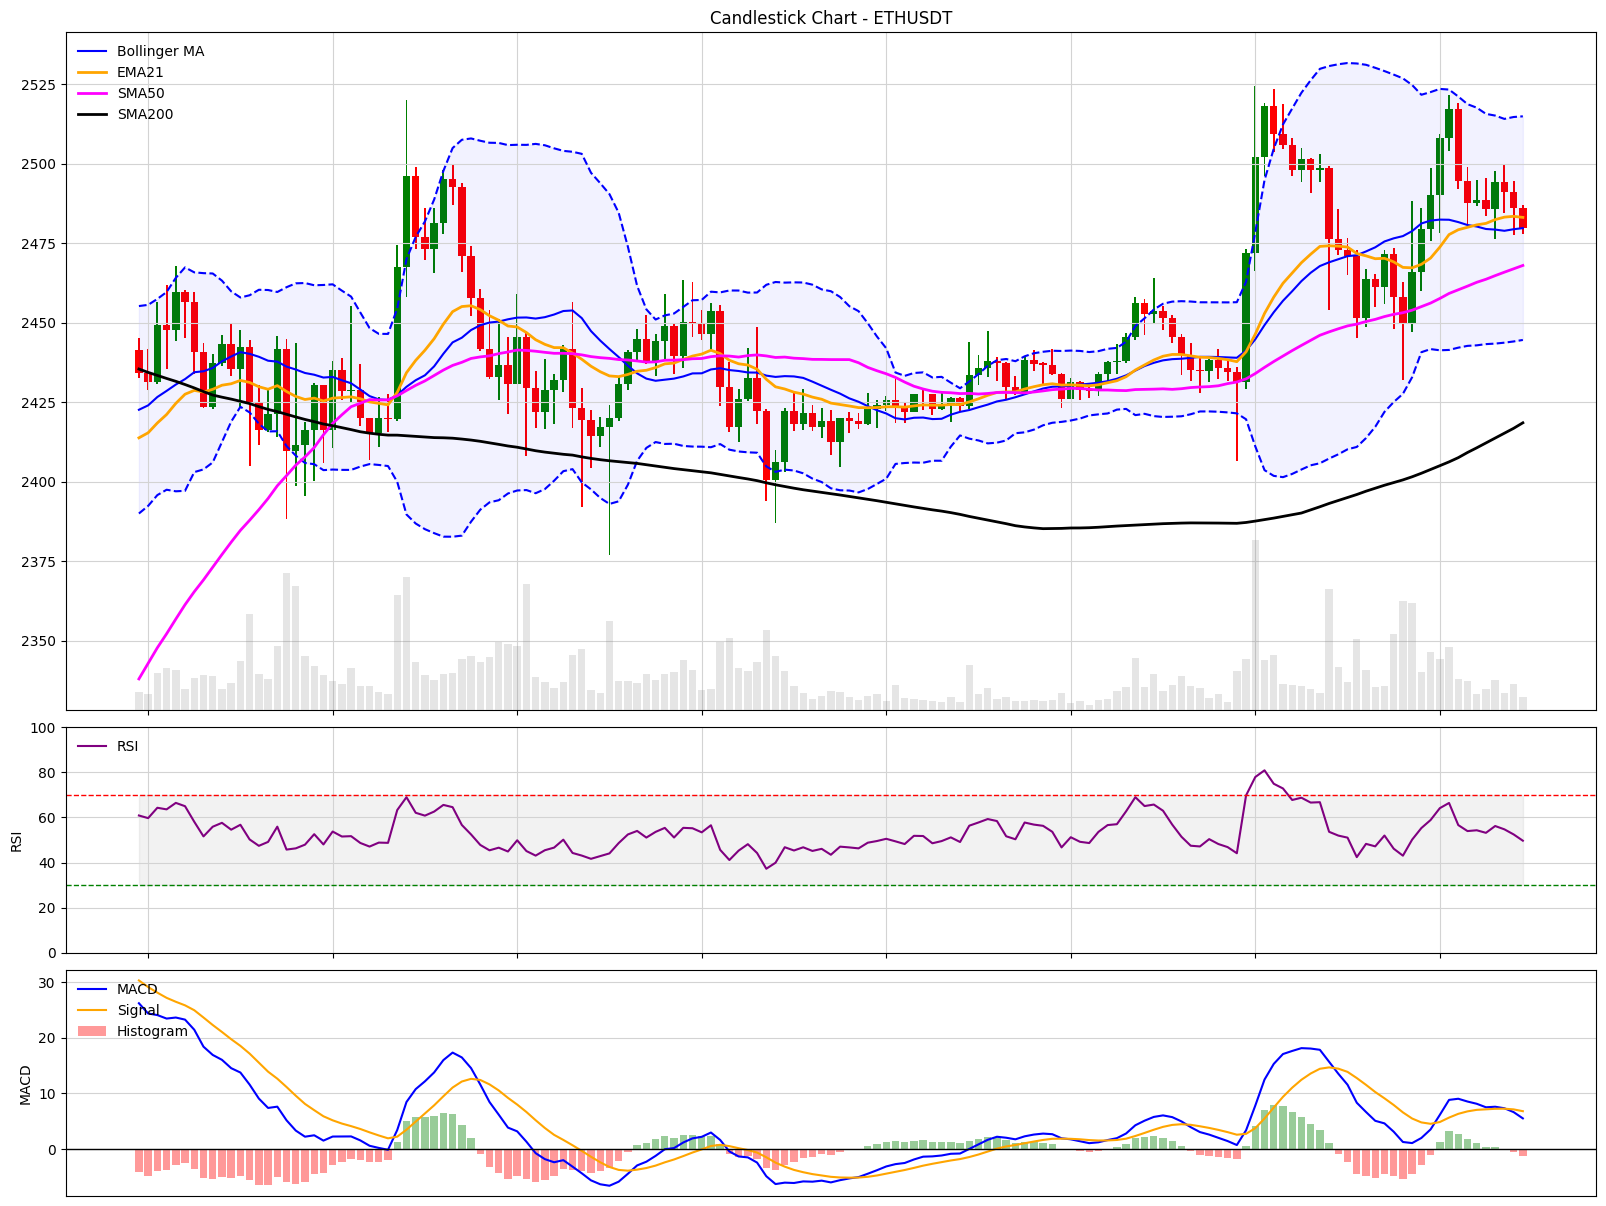 Candlestick Chart - ETHUSDT
Bollinger MA
EMA21
SMA50
SMA200
2525
2500
2475
2450
2425
2400
2375
2350
RSI
100
80
60
40
20
0
RSI
MACD
Signal
Histogram
30
20
10
0
MACD